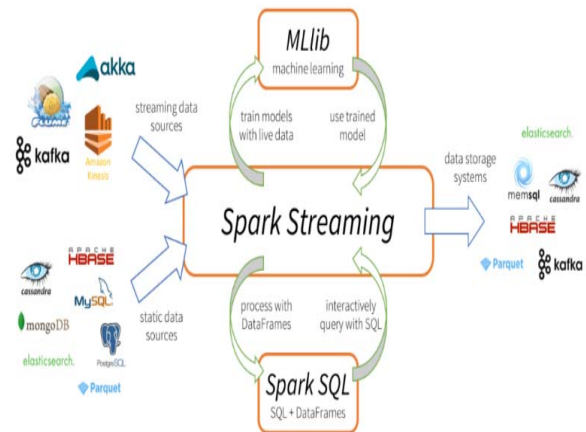 MLlib
machine learning
akka
kafka
Amazon
Kinesis
streaming data
sources
train models
with live data
use trained
model
data storage
systems
elasticsearch.
memsql
cassandra
APACHE
HBASE
Parquet
kafka
Spark Streaming
APACHE
HBASE
cassandra
MySQL
mongoDB
PostgreSQL
elasticsearch.
Parquet
static data
sources
process with
DataFrames
interactively
query with SQL
Spark SQL
SQL + DataFrames